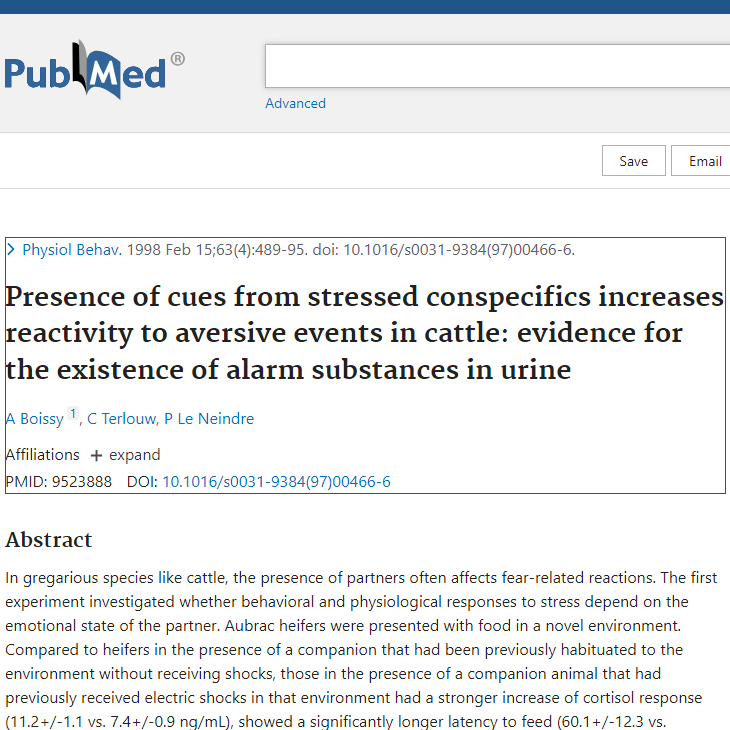 PubMed®
Advanced
Save
Email
Physiol Behav. 1998 Feb 15;63(4):489-95. doi: 10.1016/s0031-9384(97)00466-6.
Presence of cues from stressed conspecifics increases
reactivity to aversive events in cattle: evidence for
the existence of alarm substances in urine
A Boissy 1, C Terlouw, P Le Neindre
Affiliations + expand
PMID: 9523888 DOI: 10.1016/s0031-9384(97)00466-6
Abstract
In gregarious species like cattle, the presence of partners often affects fear-related reactions. The first
experiment investigated whether behavioral and physiological responses to stress depend on the
emotional state of the partner. Aubrac heifers were presented with food in a novel environment.
Compared to heifers in the presence of a companion that had been previously habituated to the
environment without receiving shocks, those in the presence of a companion animal that had
previously received electric shocks in that environment had a stronger increase of cortisol response
(11.2+/-1.1 vs. 7.4+/-0.9 ng/mL), showed a significantly longer latency to feed (60.1+/-12.3 vs.